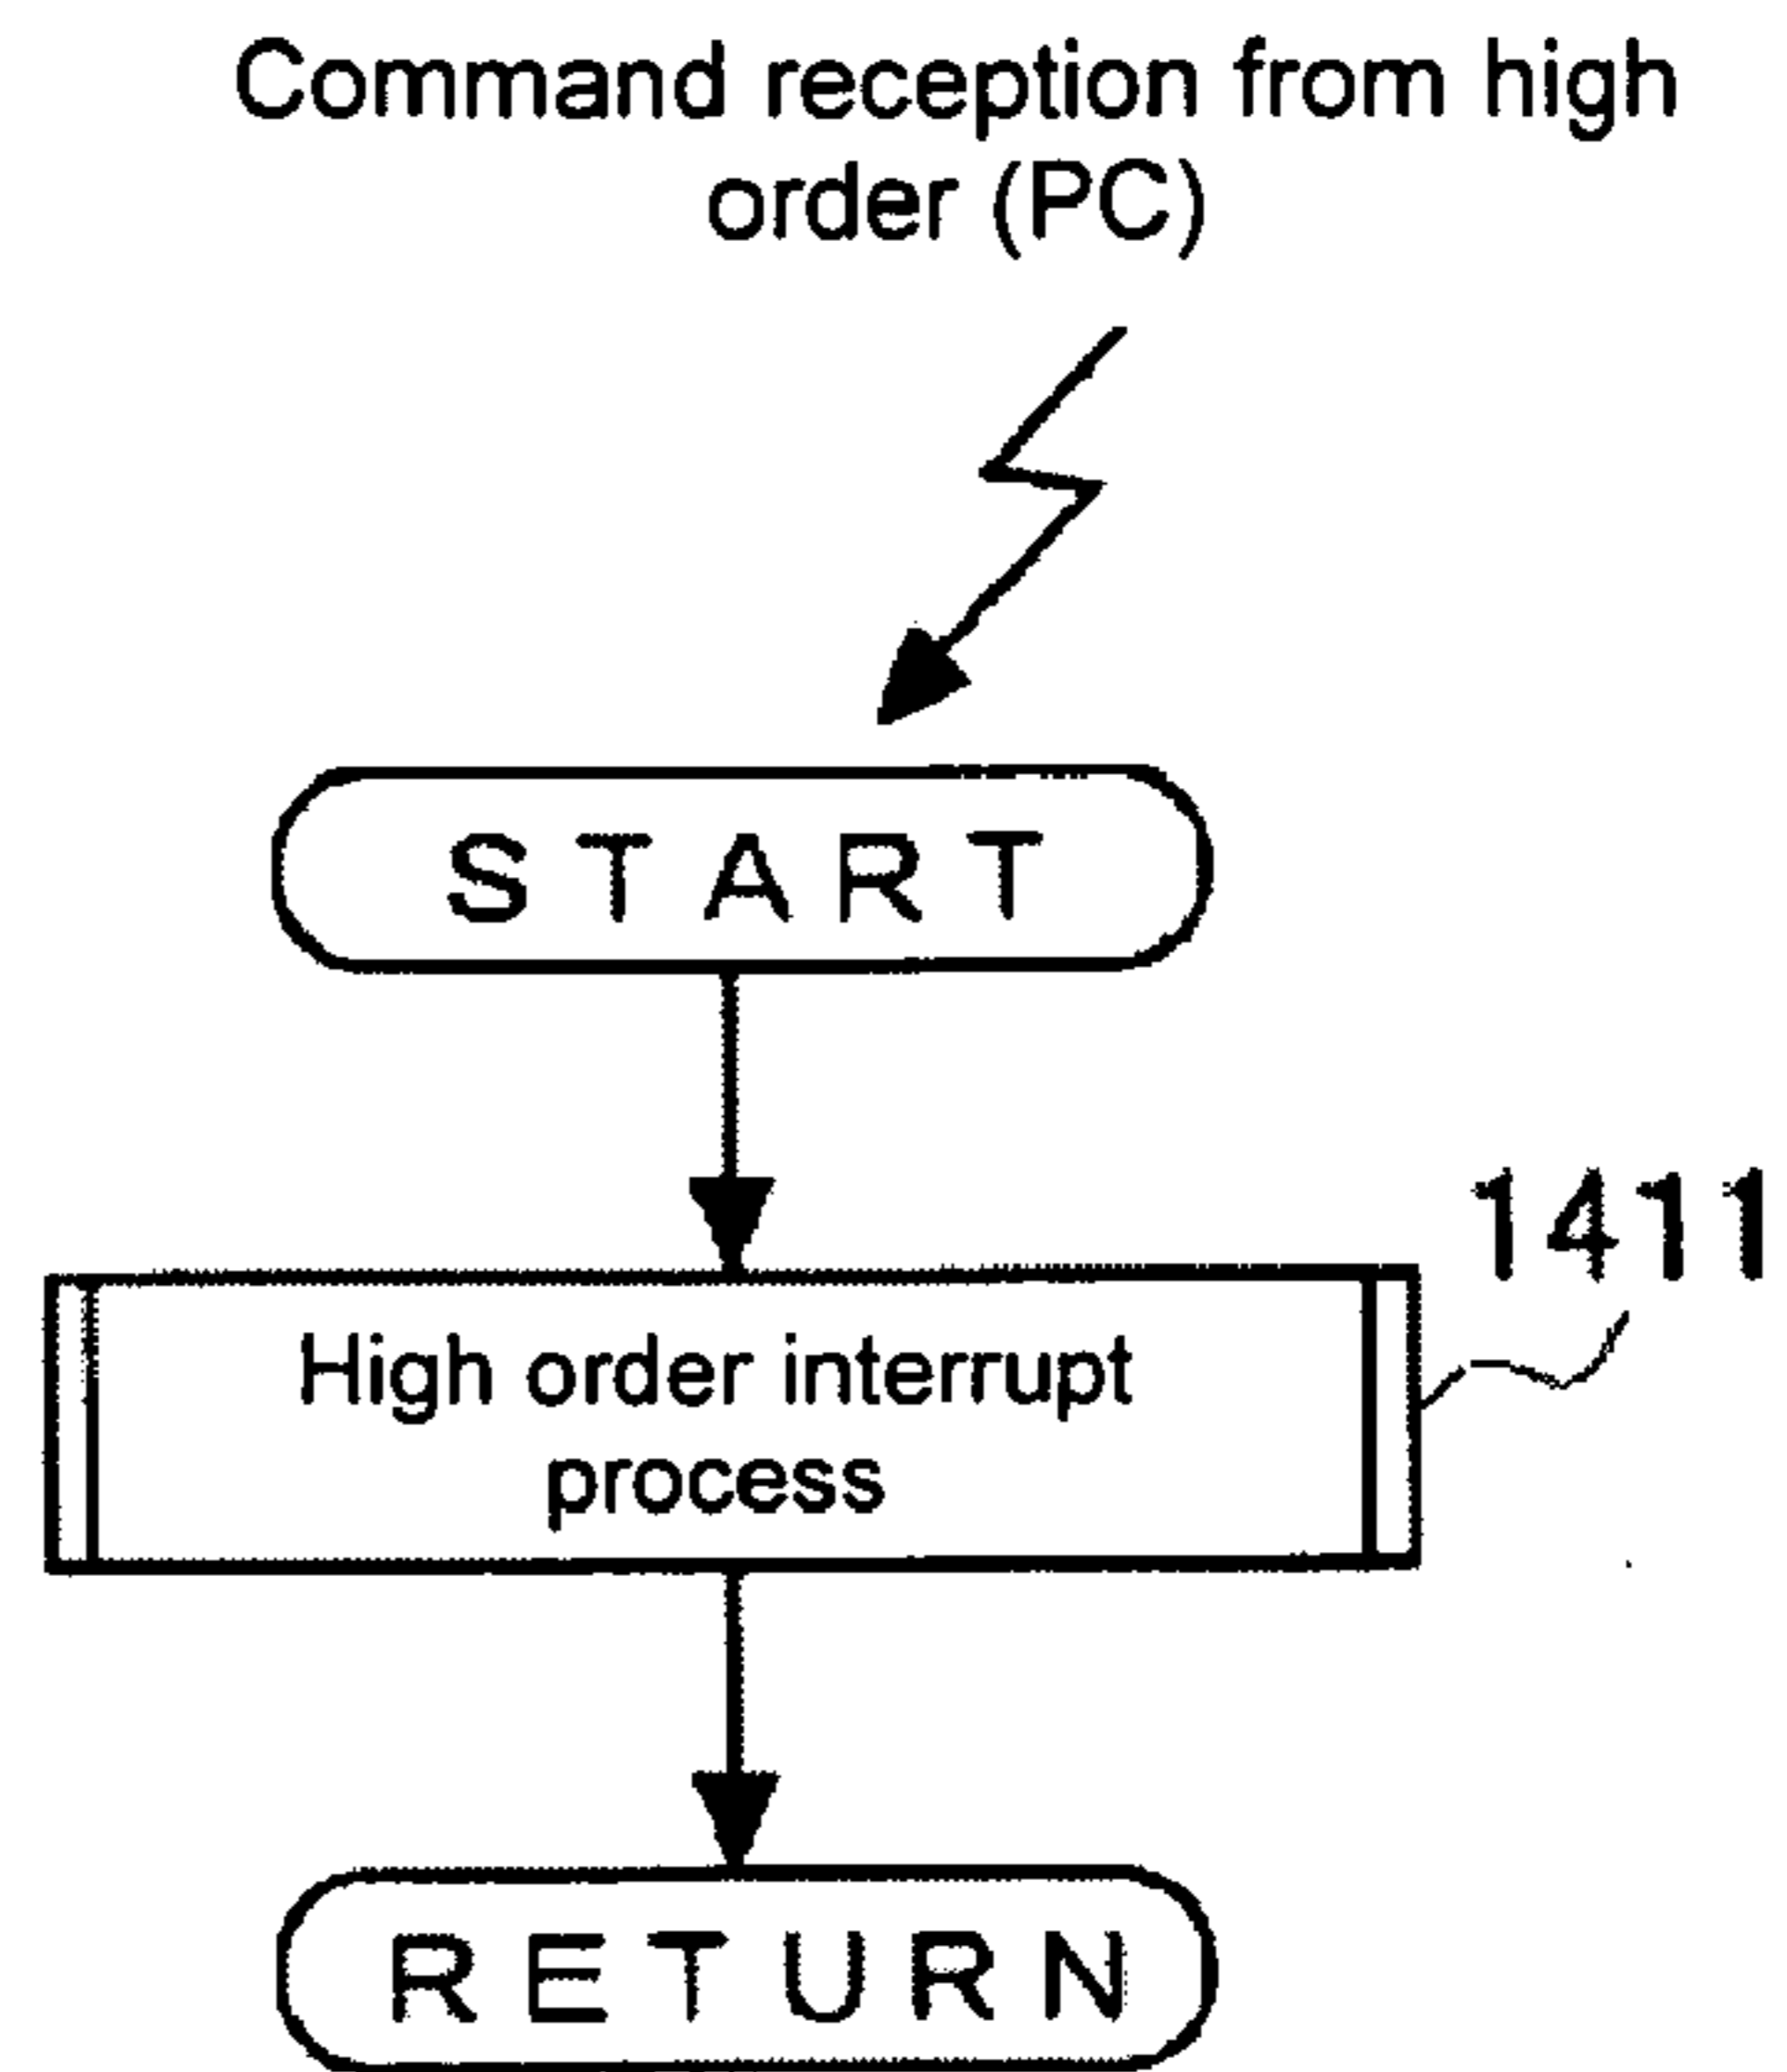 Command reception from high
order (PC)
START
1411
High order interrupt
process
RETURN